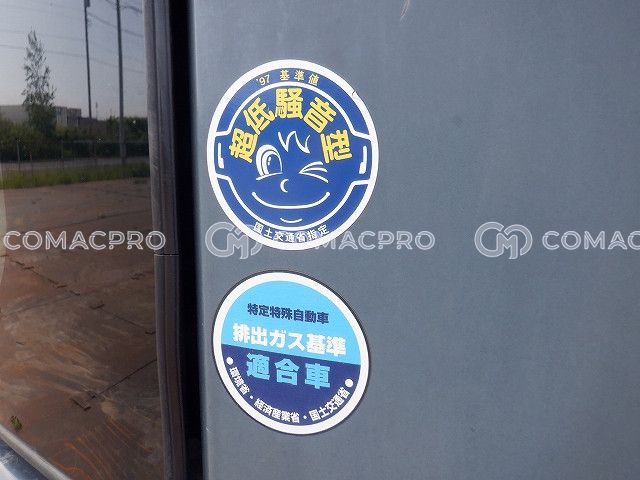 '97 基準値
超低騒音型
国土交通省指定
COMACPRO COMACPRO COMACP
特定特殊自動車
排出ガス基準
適合車
● 環境省・経済産業省・国土交通省 ●